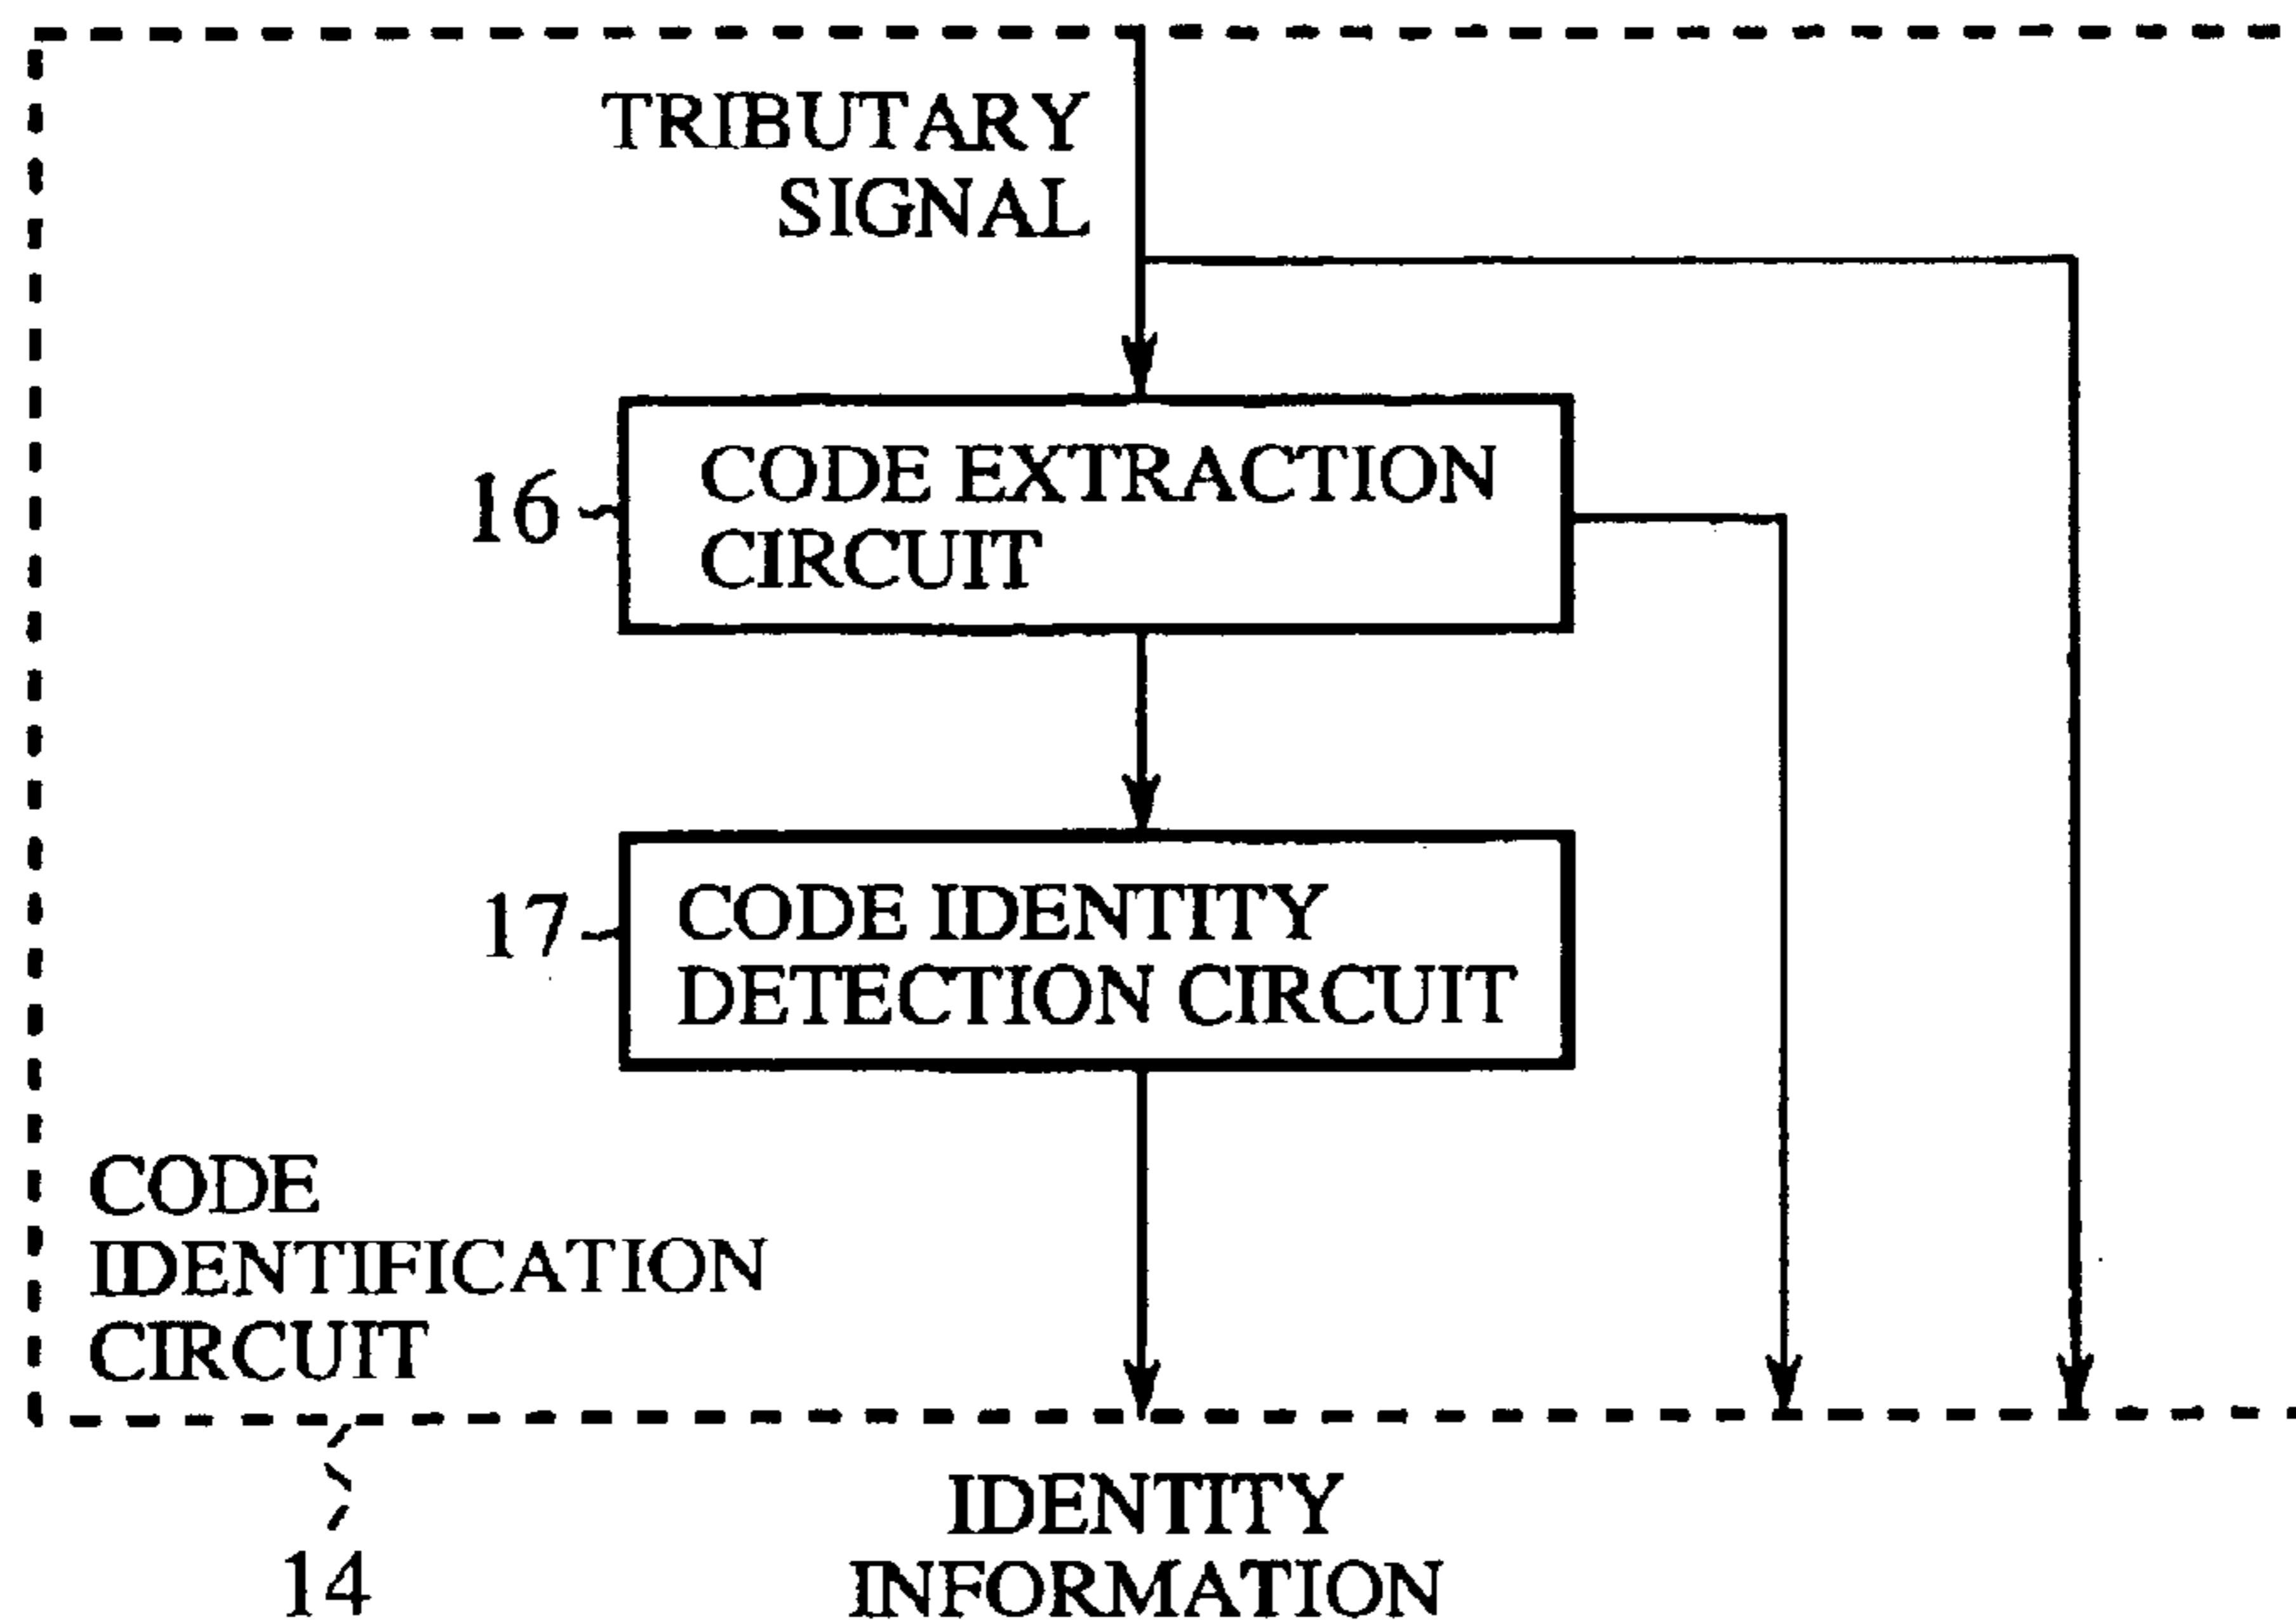 TRIBUTARY
SIGNAL
16
CODE EXTRACTION
CIRCUIT
17
CODE IDENTITY
DETECTION CIRCUIT
CODE
IDENTIFICATION
CIRCUIT
14
IDENTITY
INFORMATION